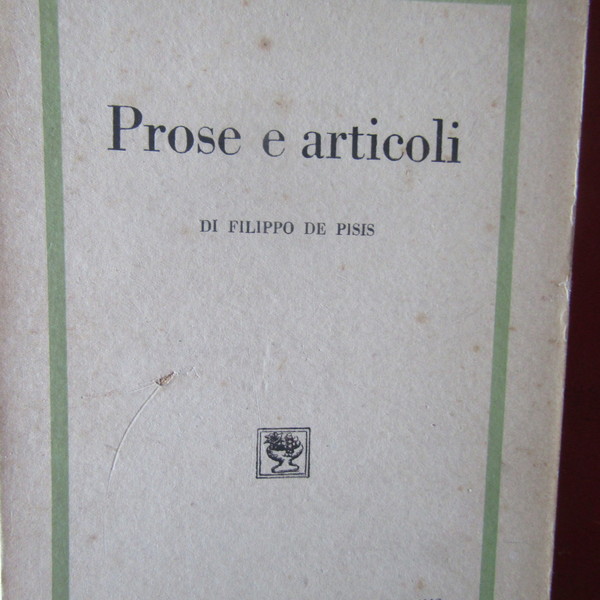 Prose e articoli
DI FILIPPO DE PISIS